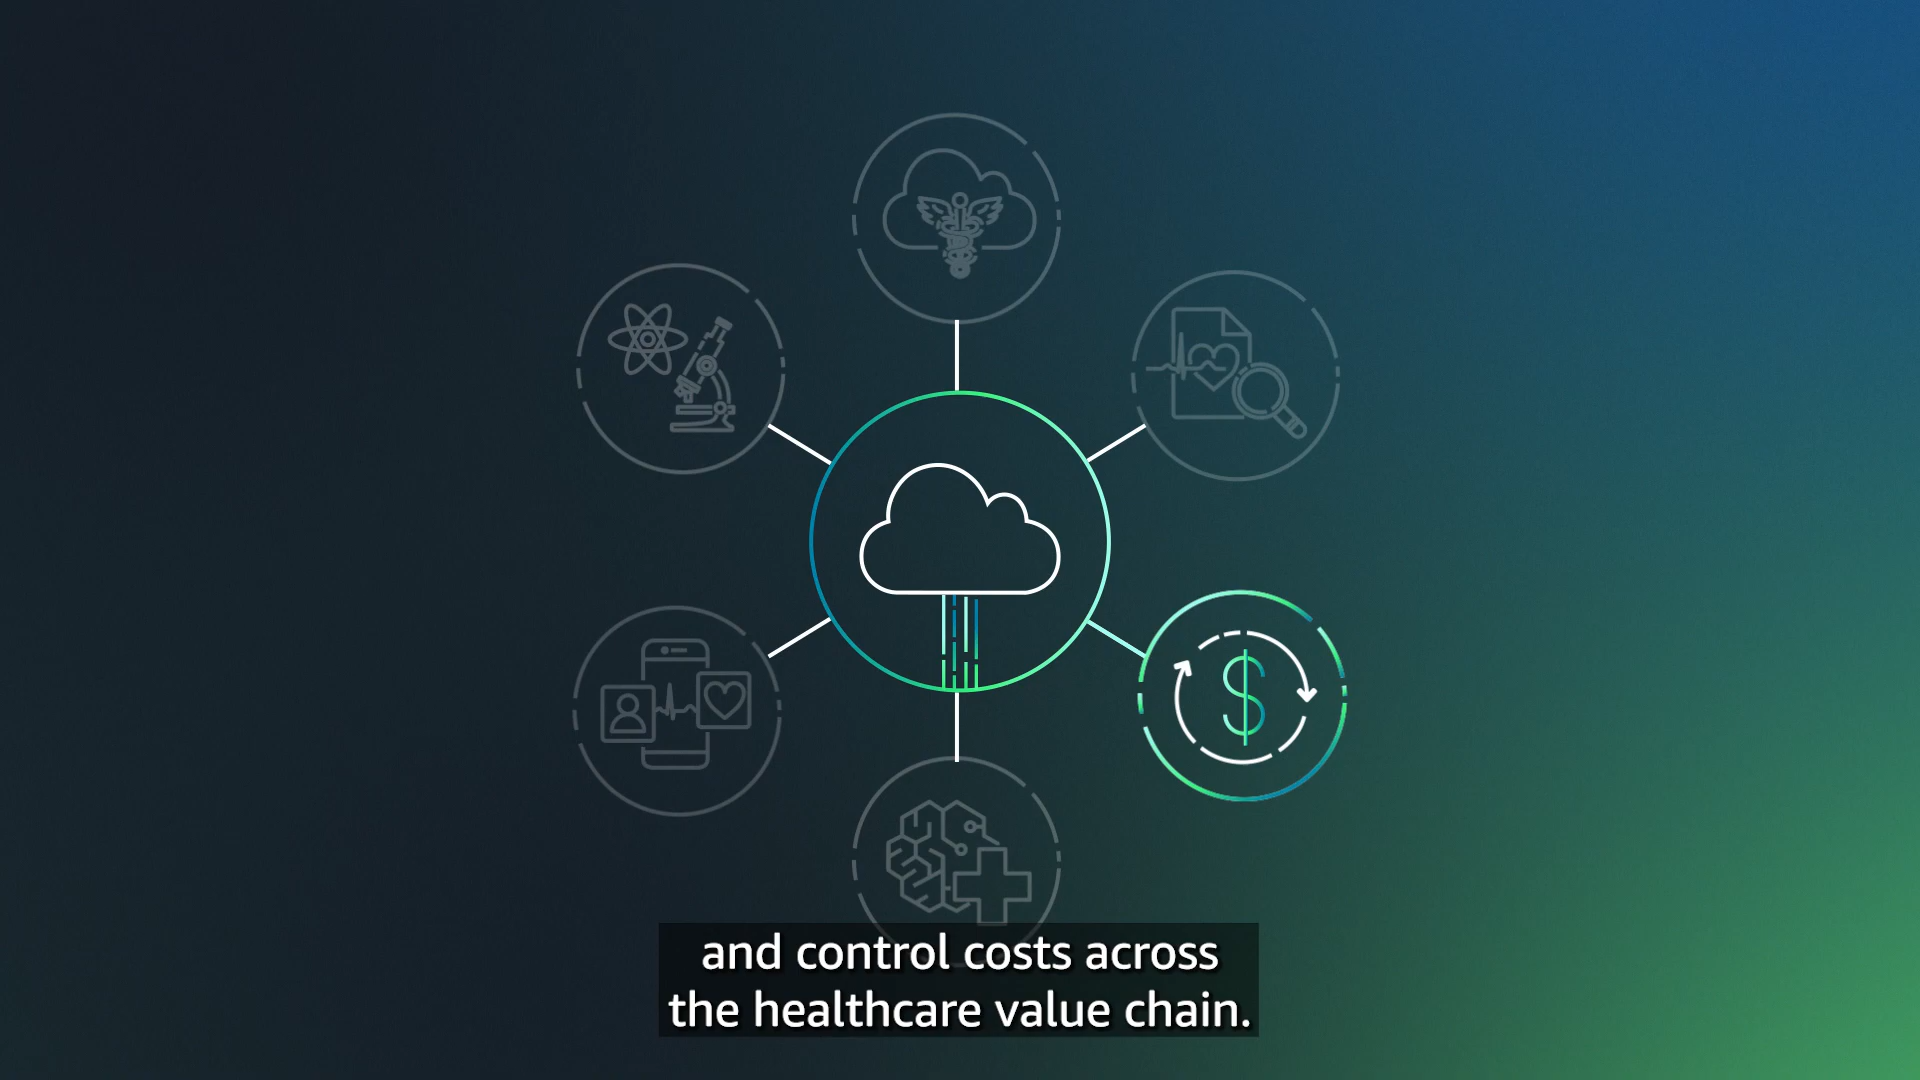 and control costs across
the healthcare value chain.